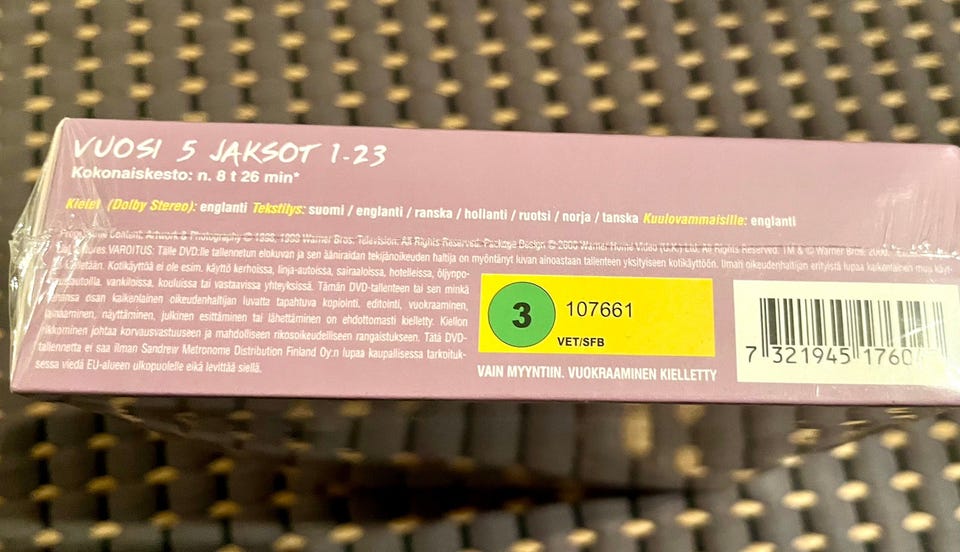 VUOSI 5 JAKSOT 1-23
Kokonaiskesto: n. 8 t 26 min*
Kielet (Dolby Stereo): englanti Tekstitys: suomi / englanti / ranska / hollanti / ruotsi / norja / tanska Kuulovammaisille: englanti
Content, Artwork & Photography © 1998, 1999 Warner Bros. Television. All Rights Reserved. Package Design © 2000 Warner Home Video (U.K.) Ltd. All Rights Reserved. TM & © Warner Bros. 2000.
VAROITUS: Tälle DVD:lle tallennetun elokuvan ja sen ääniraidan tekijänoikeuden haltija on myöntänyt luvan ainoastaan tallenteen yksityiseen kotikäyttöön. Ilman oikeudenhaltijan erityistä lupaa kaikenlainen muu
kielletään. Kotikäyttöä ei ole esim. käyttö kerhoissa, linja-autoissa, sairaaloissa, hotelleissa, öljynpo-
rauslautoilla, vankiloissa, kouluissa tai vastaavissa yhteyksissä. Tämän DVD-tallenteen tai sen minkä
tahansa osan kaikenlainen oikeudenhaltijan luvatta tapahtuva kopiointi, editointi, vuokraaminen,
lainaaminen, näyttäminen, julkinen esittäminen tai lähettäminen on ehdottomasti kielletty. Kiellon
rikkominen johtaa korvausvastuuseen ja mahdolliseen rikosoikeudelliseen rangaistukseen. Tätä DVD-
tallennetta ei saa ilman Sandrew Metronome Distribution Finland Oy:n lupaa kaupallisessa tarkoituk-
sessa viedä EU-alueen ulkopuolelle eikä levittää siellä.
3 107661
VET/SFB
VAIN MYYNTIIN. VUOKRAAMINEN KIELLETTY
7 321945 1760